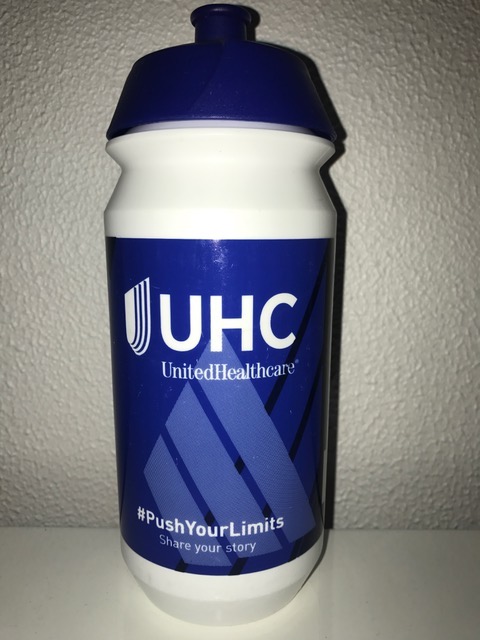 UHC
UnitedHealthcare®
#PushYourLimits
Share your story